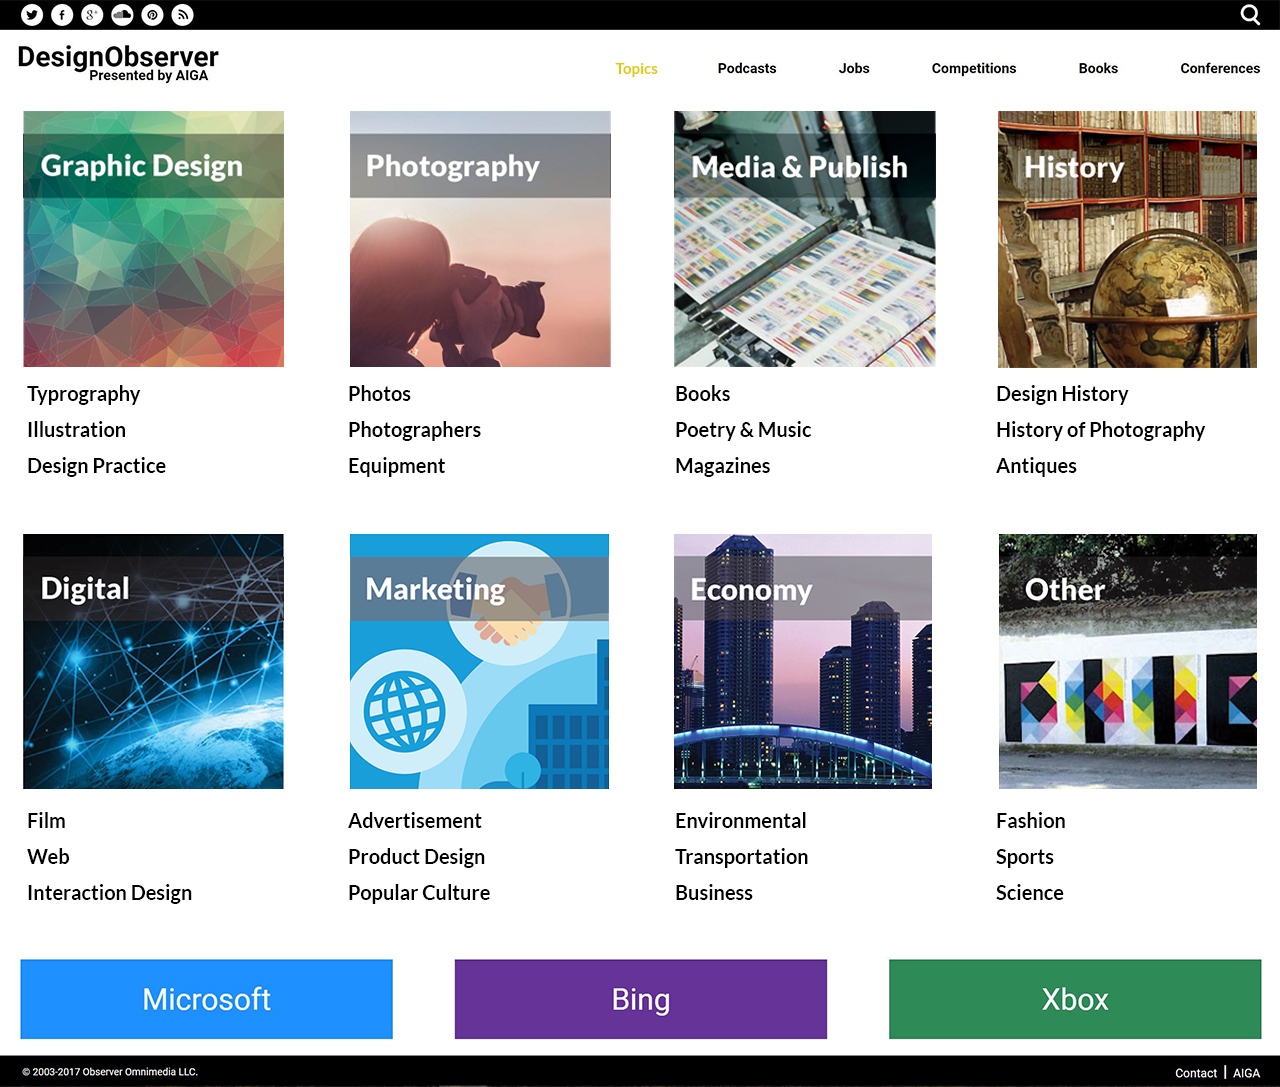 DesignObserver
Presented by AIGA
Topics Podcasts Jobs Competitions Books Conferences
Graphic Design Photography Media & Publish History
Typrography Photos Books Design History
Illustration Photographers Poetry & Music History of Photography
Design Practice Equipment Magazines Antiques
Digital Marketing Economy Other
Film Advertisement Environmental Fashion
Web Product Design Transportation Sports
Interaction Design Popular Culture Business Science
Microsoft Bing Xbox
© 2003-2017 Observer Omnimedia LLC. Contact | AIGA